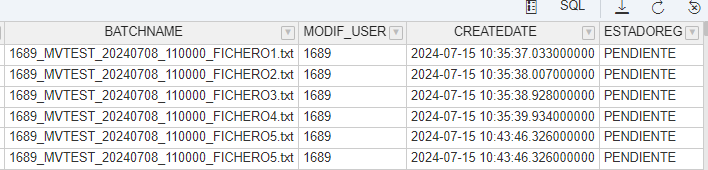 SQL
BATCHNAME MODIF_USER CREATEDATE ESTADOREG
1689_MVTEST_20240708_110000_FICHERO1.txt 1689 2024-07-15 10:35:37.033000000 PENDIENTE
1689_MVTEST_20240708_110000_FICHERO2.txt 1689 2024-07-15 10:35:38.007000000 PENDIENTE
1689_MVTEST_20240708_110000_FICHERO3.txt 1689 2024-07-15 10:35:38.928000000 PENDIENTE
1689_MVTEST_20240708_110000_FICHERO4.txt 1689 2024-07-15 10:35:39.934000000 PENDIENTE
1689_MVTEST_20240708_110000_FICHERO5.txt 1689 2024-07-15 10:43:46.326000000 PENDIENTE
1689_MVTEST_20240708_110000_FICHERO5.txt 1689 2024-07-15 10:43:46.326000000 PENDIENTE